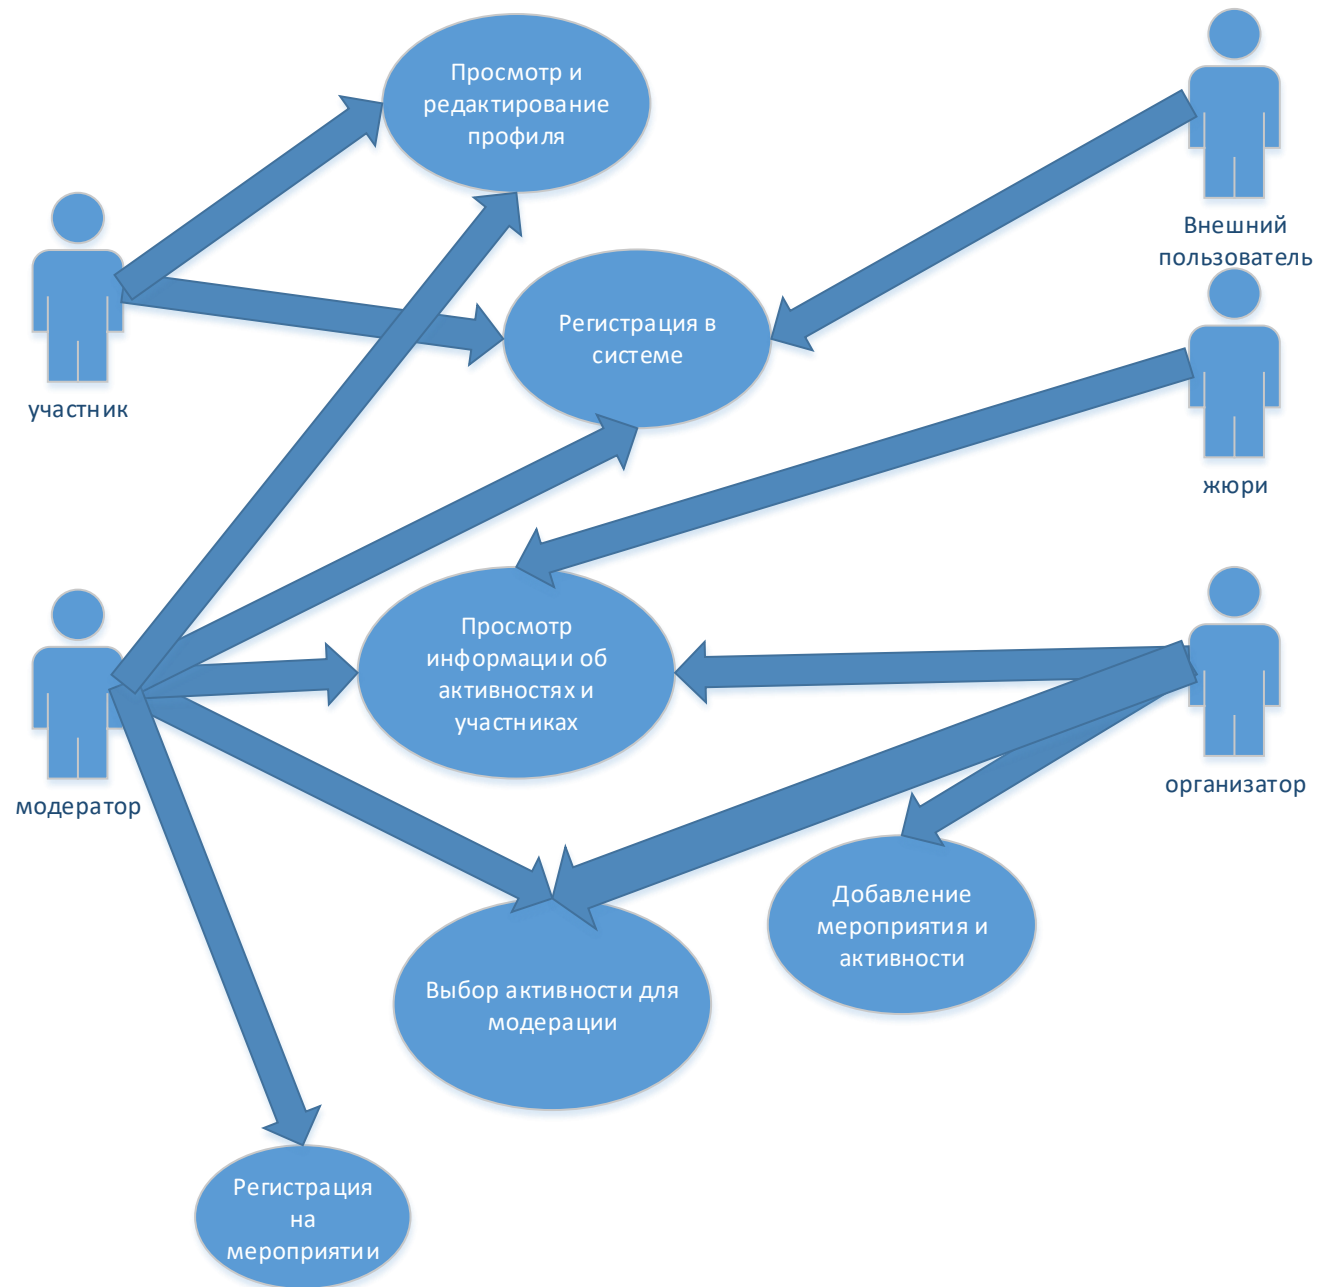 Просмотр и
редактирование
профиля
Внешний
пользователь
Регистрация в
системе
участник
жюри
Просмотр
информации об
активностях и
участниках
модератор
организатор
Добавление
мероприятия и
активности
Выбор активности для
модерации
Регистрация
на
мероприятии